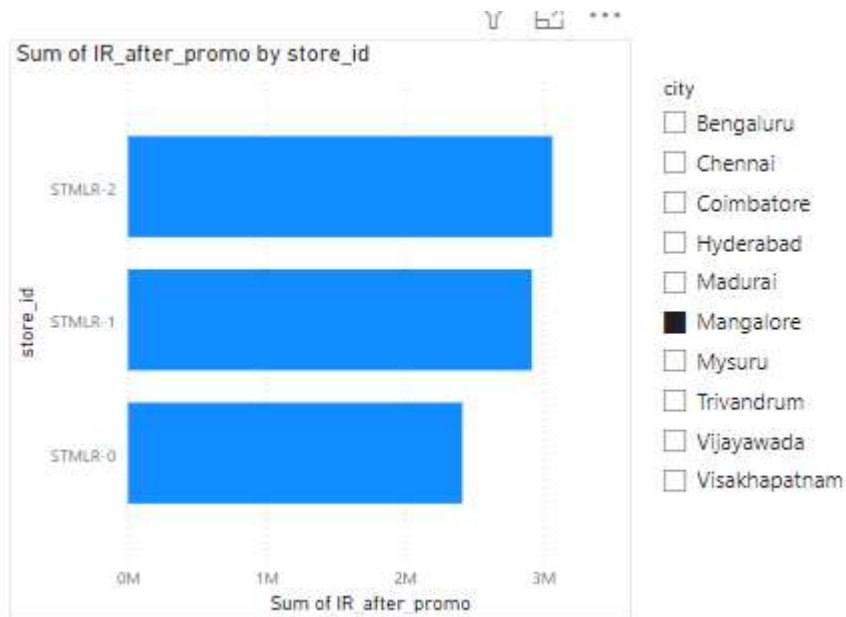 Sum of IR_after_promo by store_id
store_id
STMLR-2
STMLR-1
STMLR-0
0M
1M
2M
3M
Sum of IR_after_promo
city
Bengaluru
Chennai
Coimbatore
Hyderabad
Madurai
Mangalore
Mysuru
Trivandrum
Vijayawada
Visakhapatnam